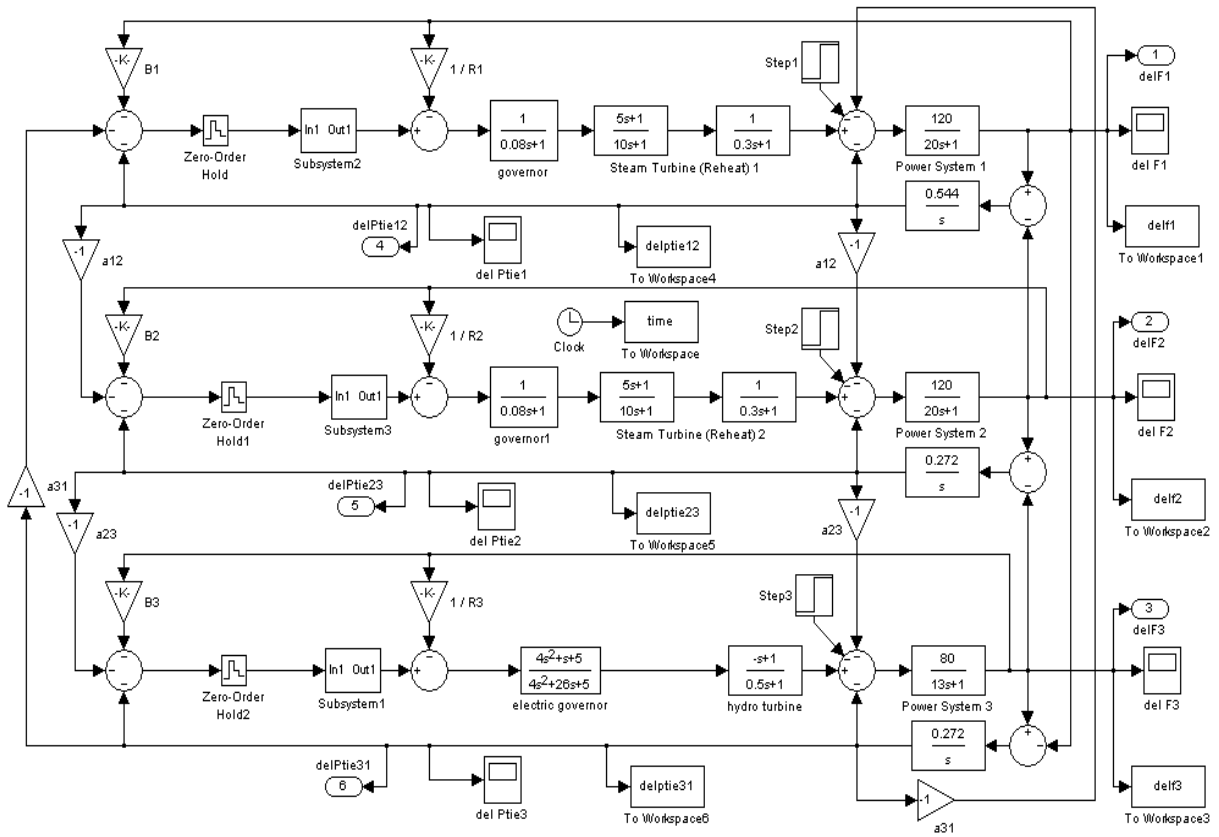 -K-
B1
-K-
1 / R1
Step1
1
delF1
Zero-Order
Hold
In1 Out1
Subsystem2
1
0.08s+1
governor
5s+1
10s+1
1
0.3s+1
Steam Turbine (Reheat) 1
120
20s+1
Power System 1
del F1
0.544
s
delf1
To Workspace1
delPtie12
4
del Ptie1
delptie12
To Workspace4
-1
a12
-1
a12
-K-
B2
-K-
1 / R2
Clock
time
To Workspace
Step2
2
delF2
Zero-Order
Hold1
In1 Out1
Subsystem3
1
0.08s+1
governor1
5s+1
10s+1
1
0.3s+1
Steam Turbine (Reheat) 2
120
20s+1
Power System 2
del F2
0.272
s
delf2
To Workspace2
-1
a31
-1
a23
delPtie23
5
del Ptie2
delptie23
To Workspace5
-1
a23
-K-
B3
-K-
1 / R3
Step3
3
delF3
Zero-Order
Hold2
In1 Out1
Subsystem1
4s²+s+5
4s²+26s+5
electric governor
-s+1
0.5s+1
hydro turbine
80
13s+1
Power System 3
del F3
0.272
s
delPtie31
6
del Ptie3
delptie31
To Workspace6
-1
a31
delf3
To Workspace3